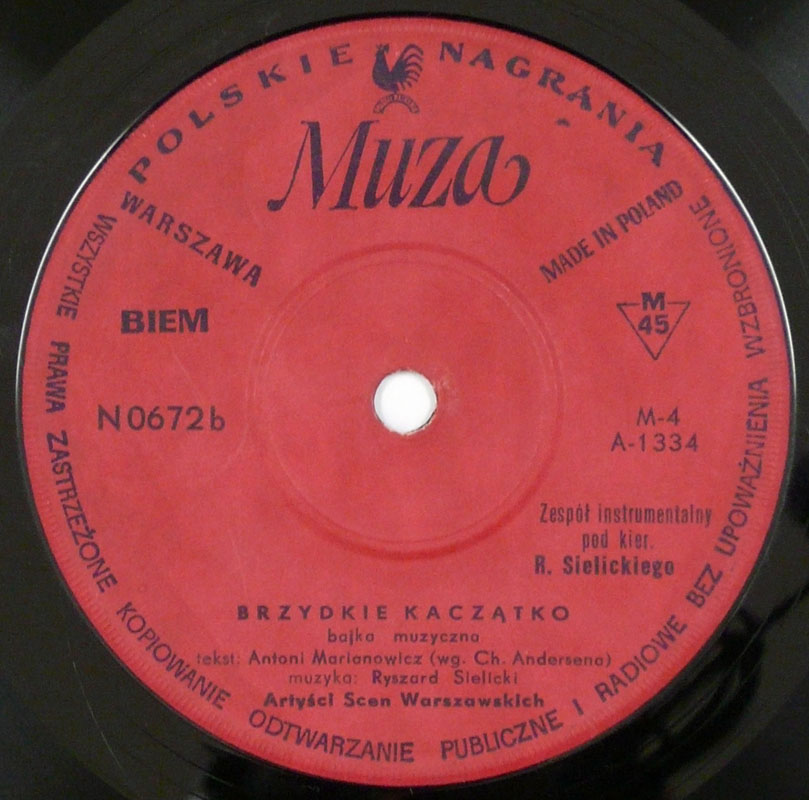 POLSKIE NAGRANIA
Muza
WARSZAWA
MADE IN POLAND
BIEM
M
45
N0672b
M-4
A-1334
Zespół instrumentalny
pod kier.
R. Sielickiego
BRZYDKIE KACZĄTKO
bajka muzyczna
tekst: Antoni Marianowicz (wg. Ch. Andersena)
muzyka: Ryszard Sielicki
Artyści Scen Warszawskich
WSZYSTKIE PRAWA ZASTRZEŻONE KOPIOWANIE ODTWARZANIE PUBLICZNE I RADIOWE BEZ UPOWAŻNIENIA WZBRONIONE